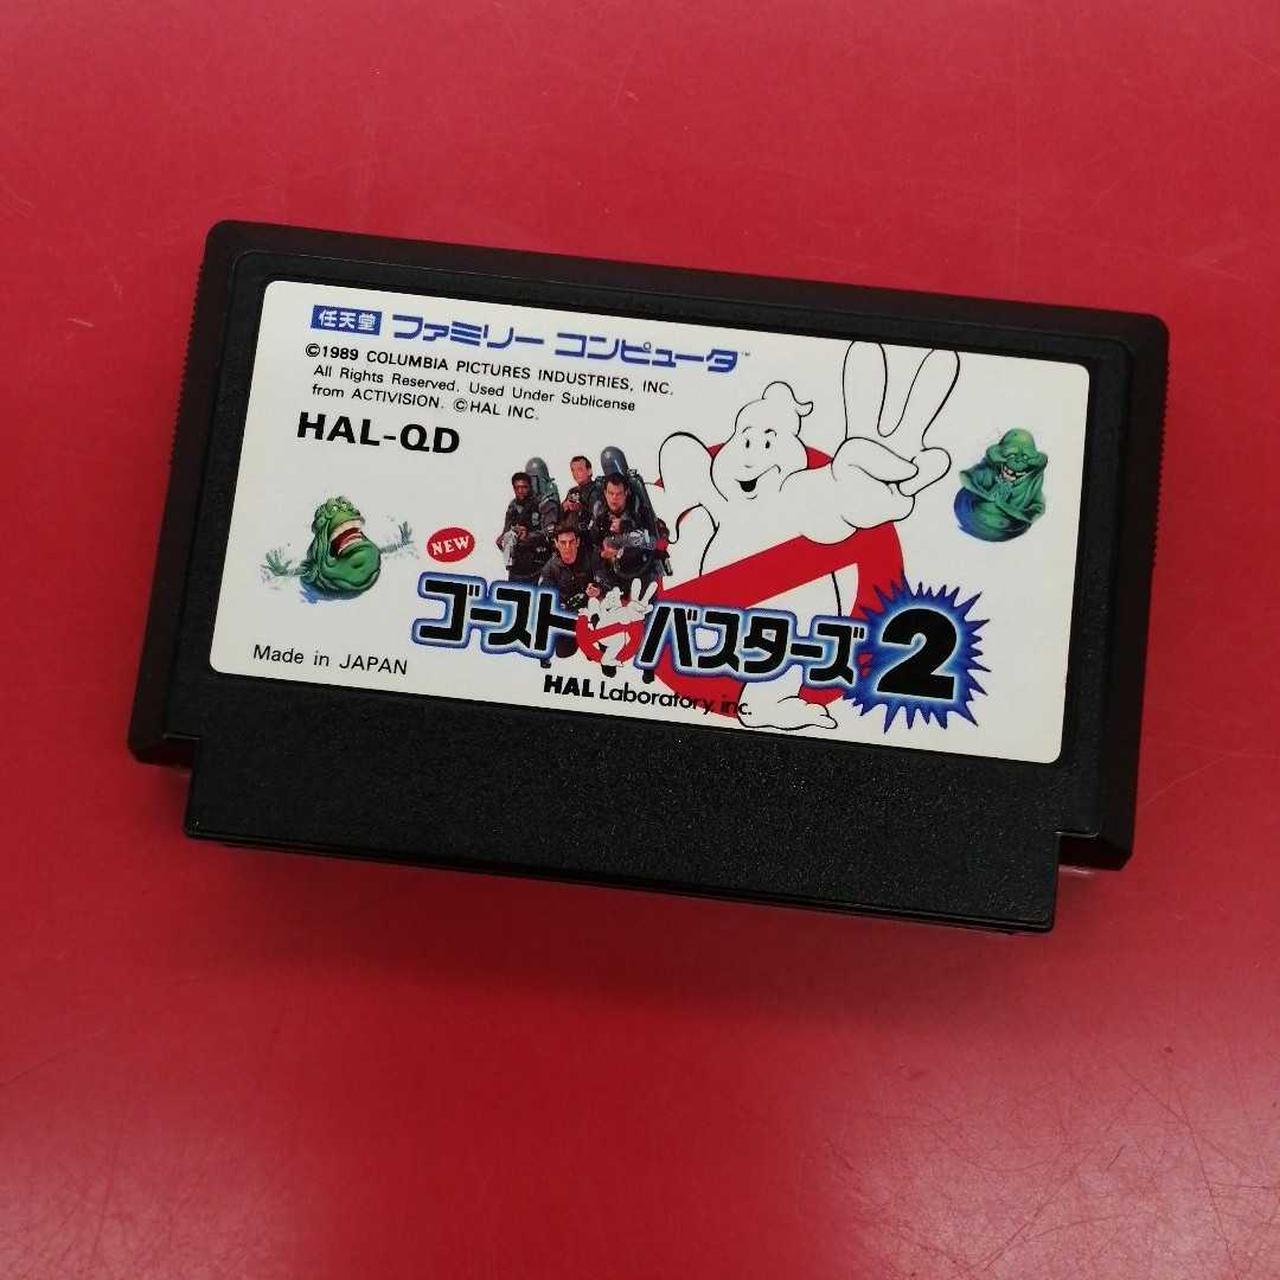 任天堂 ファミリー コンピュータ™
©1989 COLUMBIA PICTURES INDUSTRIES, INC.
All Rights Reserved. Used Under Sublicense
from ACTIVISION. ©HAL INC.
HAL-QD
NEW
ゴーストバスターズ2
Made in JAPAN
HAL Laboratory, inc.